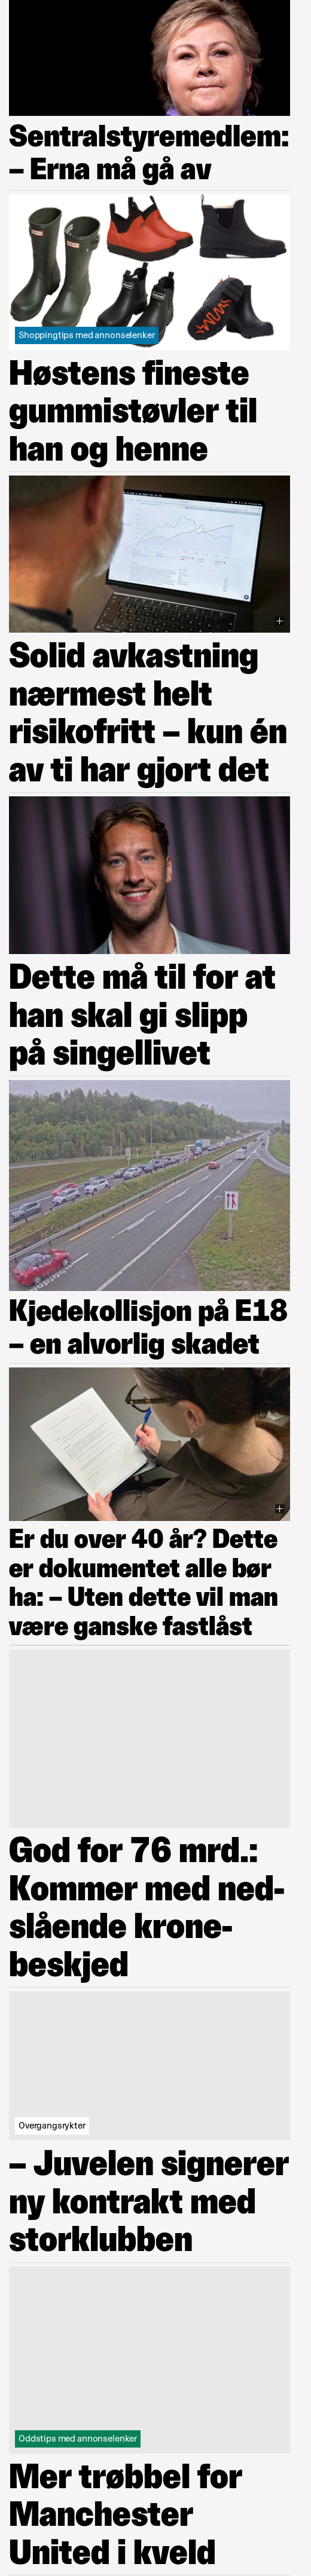 Sentralstyremedlem:
– Erna må gå av
Shoppingtips med annonselenker
Høstens fineste
gummistøvler til
han og henne
Solid avkastning
nærmest helt
risikofritt – kun én
av ti har gjort det
Dette må til for at
han skal gi slipp
på singellivet
Kjedekollisjon på E18
– en alvorlig skadet
Er du over 40 år? Dette
er dokumentet alle bør
ha: – Uten dette vil man
være ganske fastlåst
God for 76 mrd.:
Kommer med ned-
slående krone-
beskjed
Overgangsrykter
– Juvelen signerer
ny kontrakt med
storklubben
Oddstips med annonselenker
Mer trøbbel for
Manchester
United i kveld